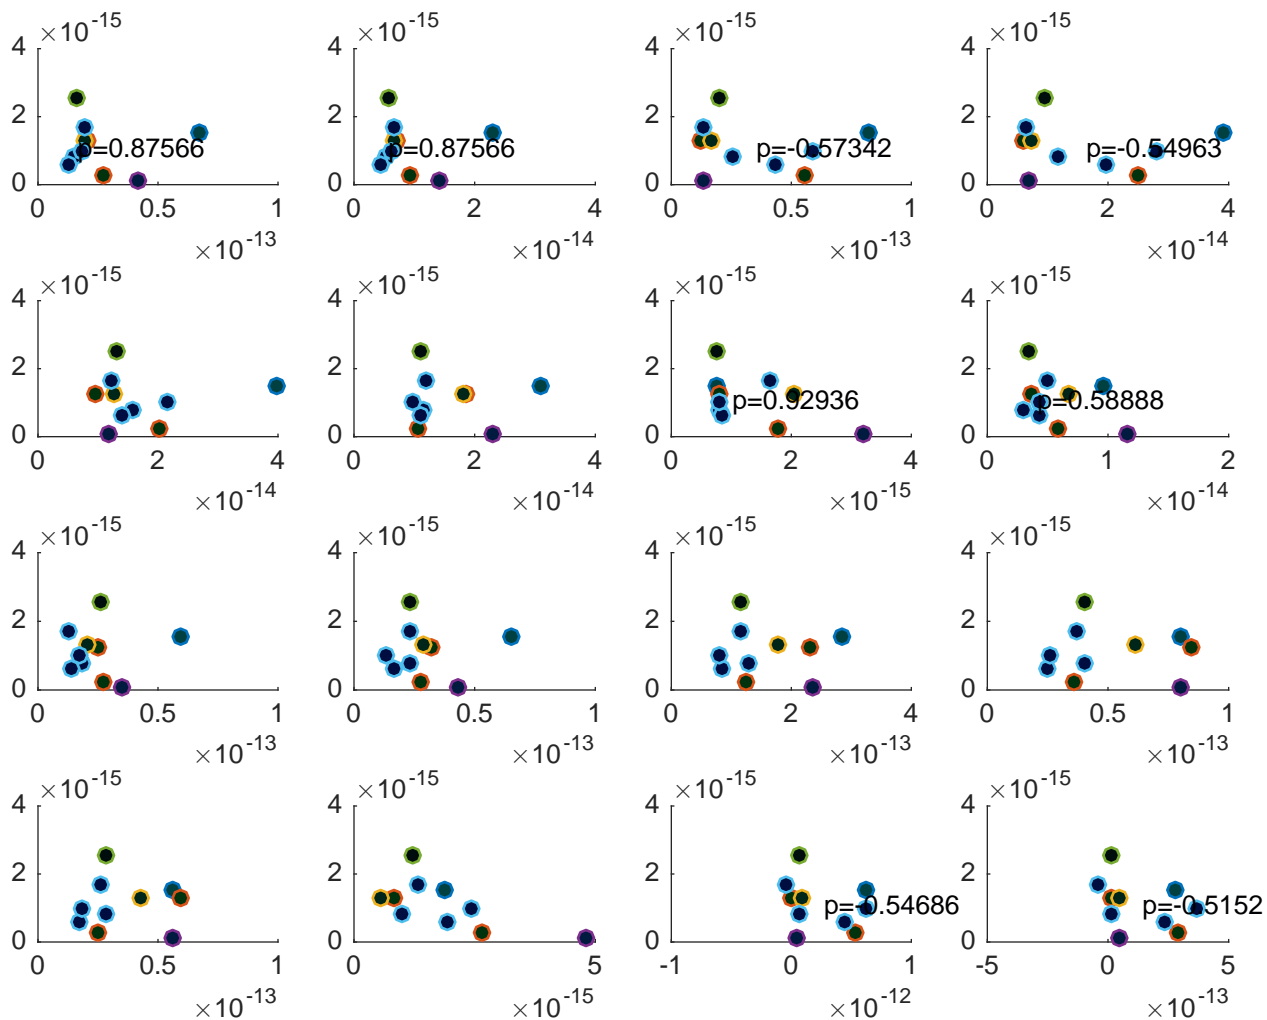 ×10-15 ×10-15 ×10-15 ×10-15
4 4 4 4
2 2 2 2
p=0.87566 p=0.87566 p=-0.57342 p=-0.54963
0 0 0 0
0 0.5 1 0 2 4 0 0.5 1 0 2 4
×10-13 ×10-14 ×10-13 ×10-14
×10-15 ×10-15 ×10-15 ×10-15
4 4 4 4
2 2 2 2
p=0.92936 p=0.58888
0 0 0 0
0 2 4 0 2 4 0 2 4 0 1 2
×10-14 ×10-14 ×10-15 ×10-14
×10-15 ×10-15 ×10-15 ×10-15
4 4 4 4
2 2 2 2
0 0 0 0
0 0.5 1 0 0.5 1 0 2 4 0 0.5 1
×10-13 ×10-13 ×10-13 ×10-13
×10-15 ×10-15 ×10-15 ×10-15
4 4 4 4
2 2 2 2
p=-0.54686 p=-0.5152
0 0 0 0
0 0.5 1 0 5 -1 0 1 -5 0 5
×10-13 ×10-15 ×10-12 ×10-13